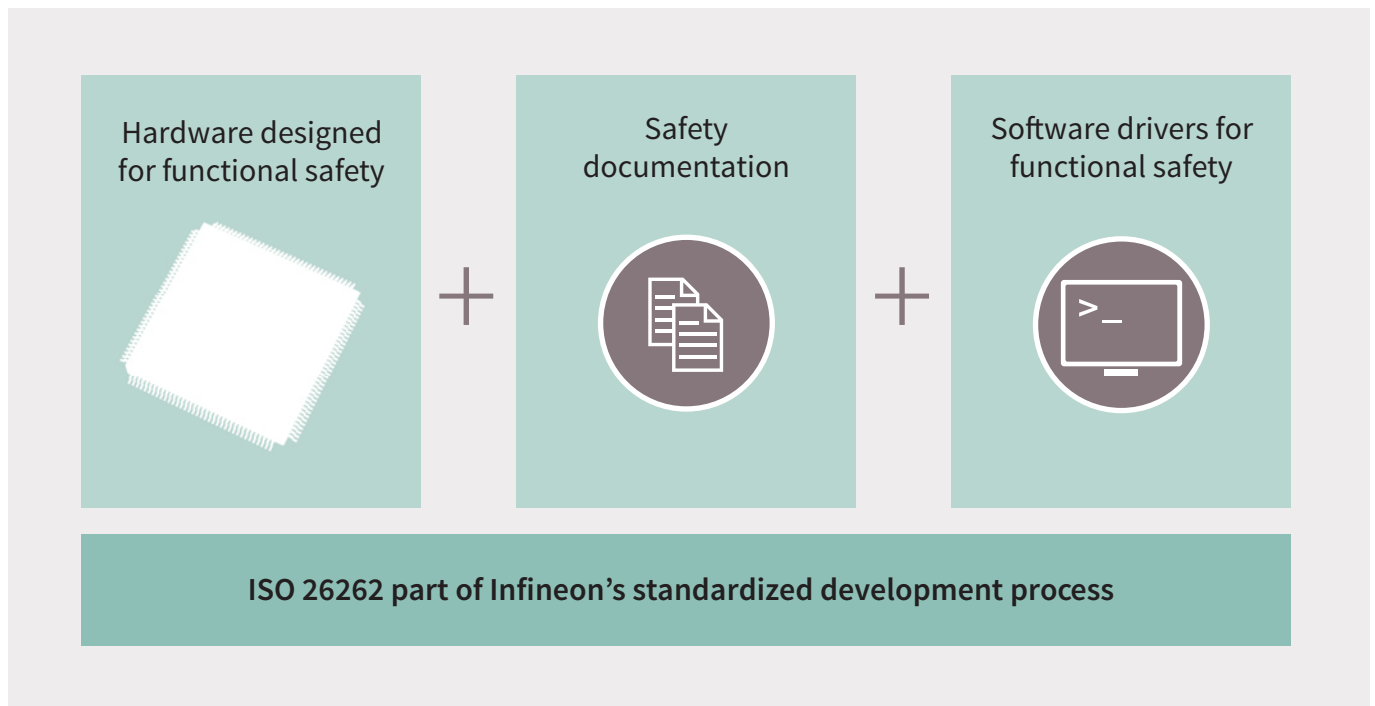 Hardware designed
for functional safety
Safety
documentation
Software drivers for
functional safety
>_
ISO 26262 part of Infineon’s standardized development process